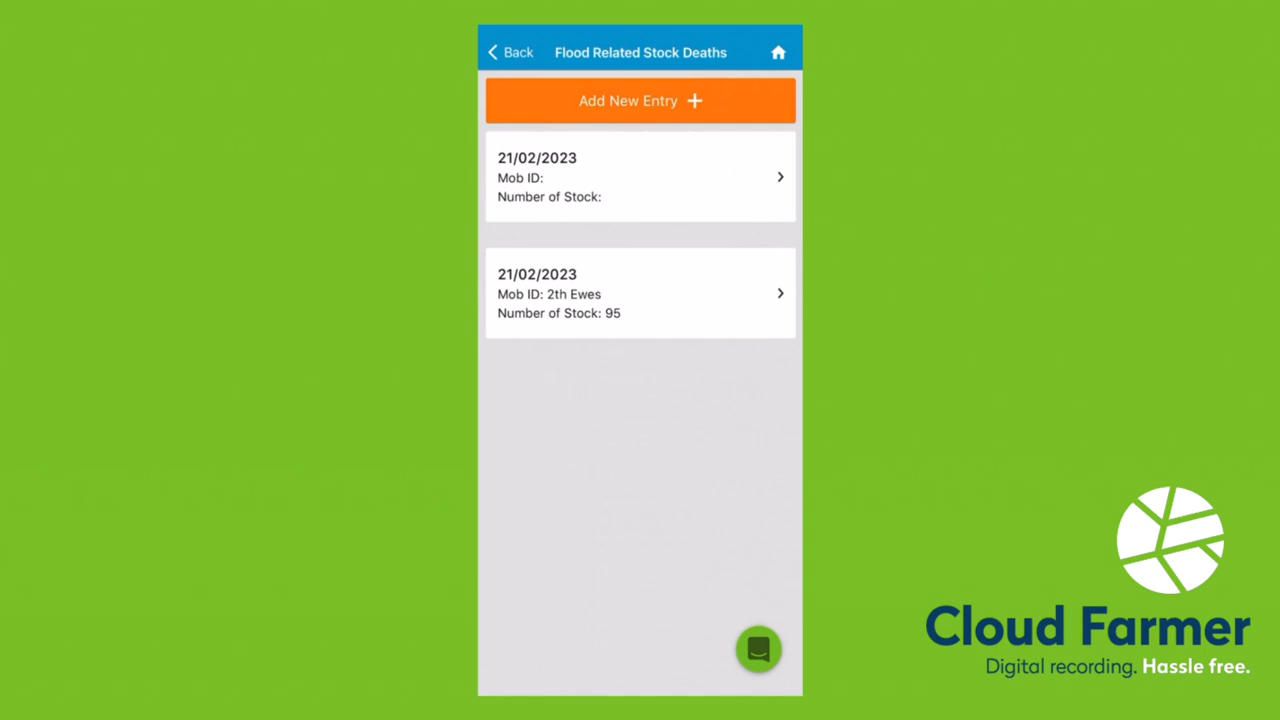 Back Flood Related Stock Deaths
Add New Entry +
21/02/2023
Mob ID:
Number of Stock:
21/02/2023
Mob ID: 2th Ewes
Number of Stock: 95
Cloud Farmer
Digital recording. Hassle free.